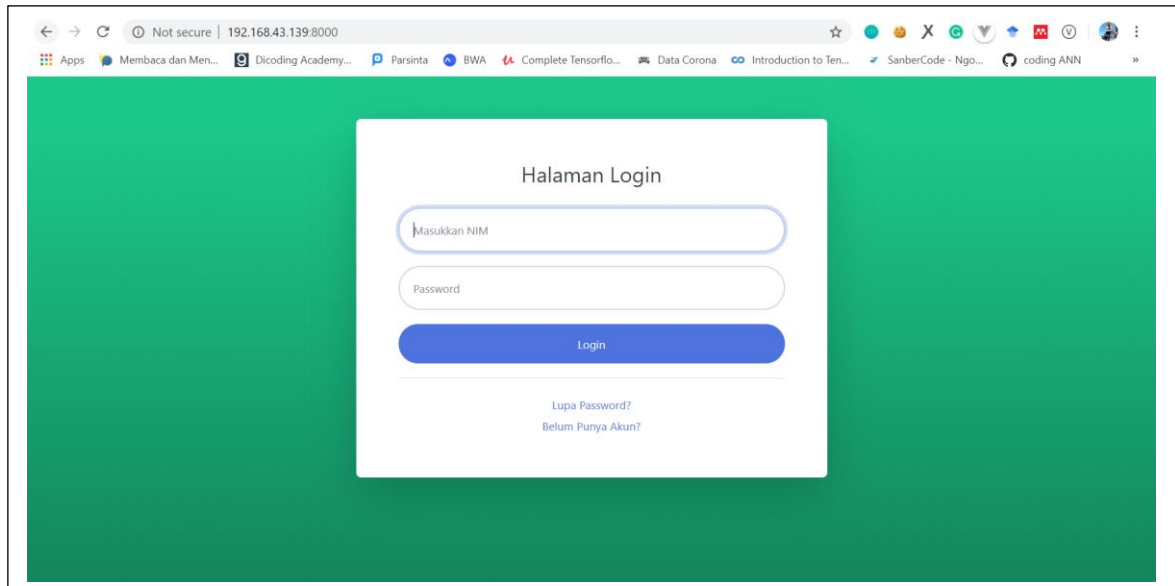 Not secure | 192.168.43.139:8000
Apps Membaca dan Men... Dicoding Academy... Parsinta BWA Complete Tensorflo... Data Corona Introduction to Ten... SanberCode - Ngo... coding ANN »
Halaman Login
Masukkan NIM
Password
Login
Lupa Password?
Belum Punya Akun?